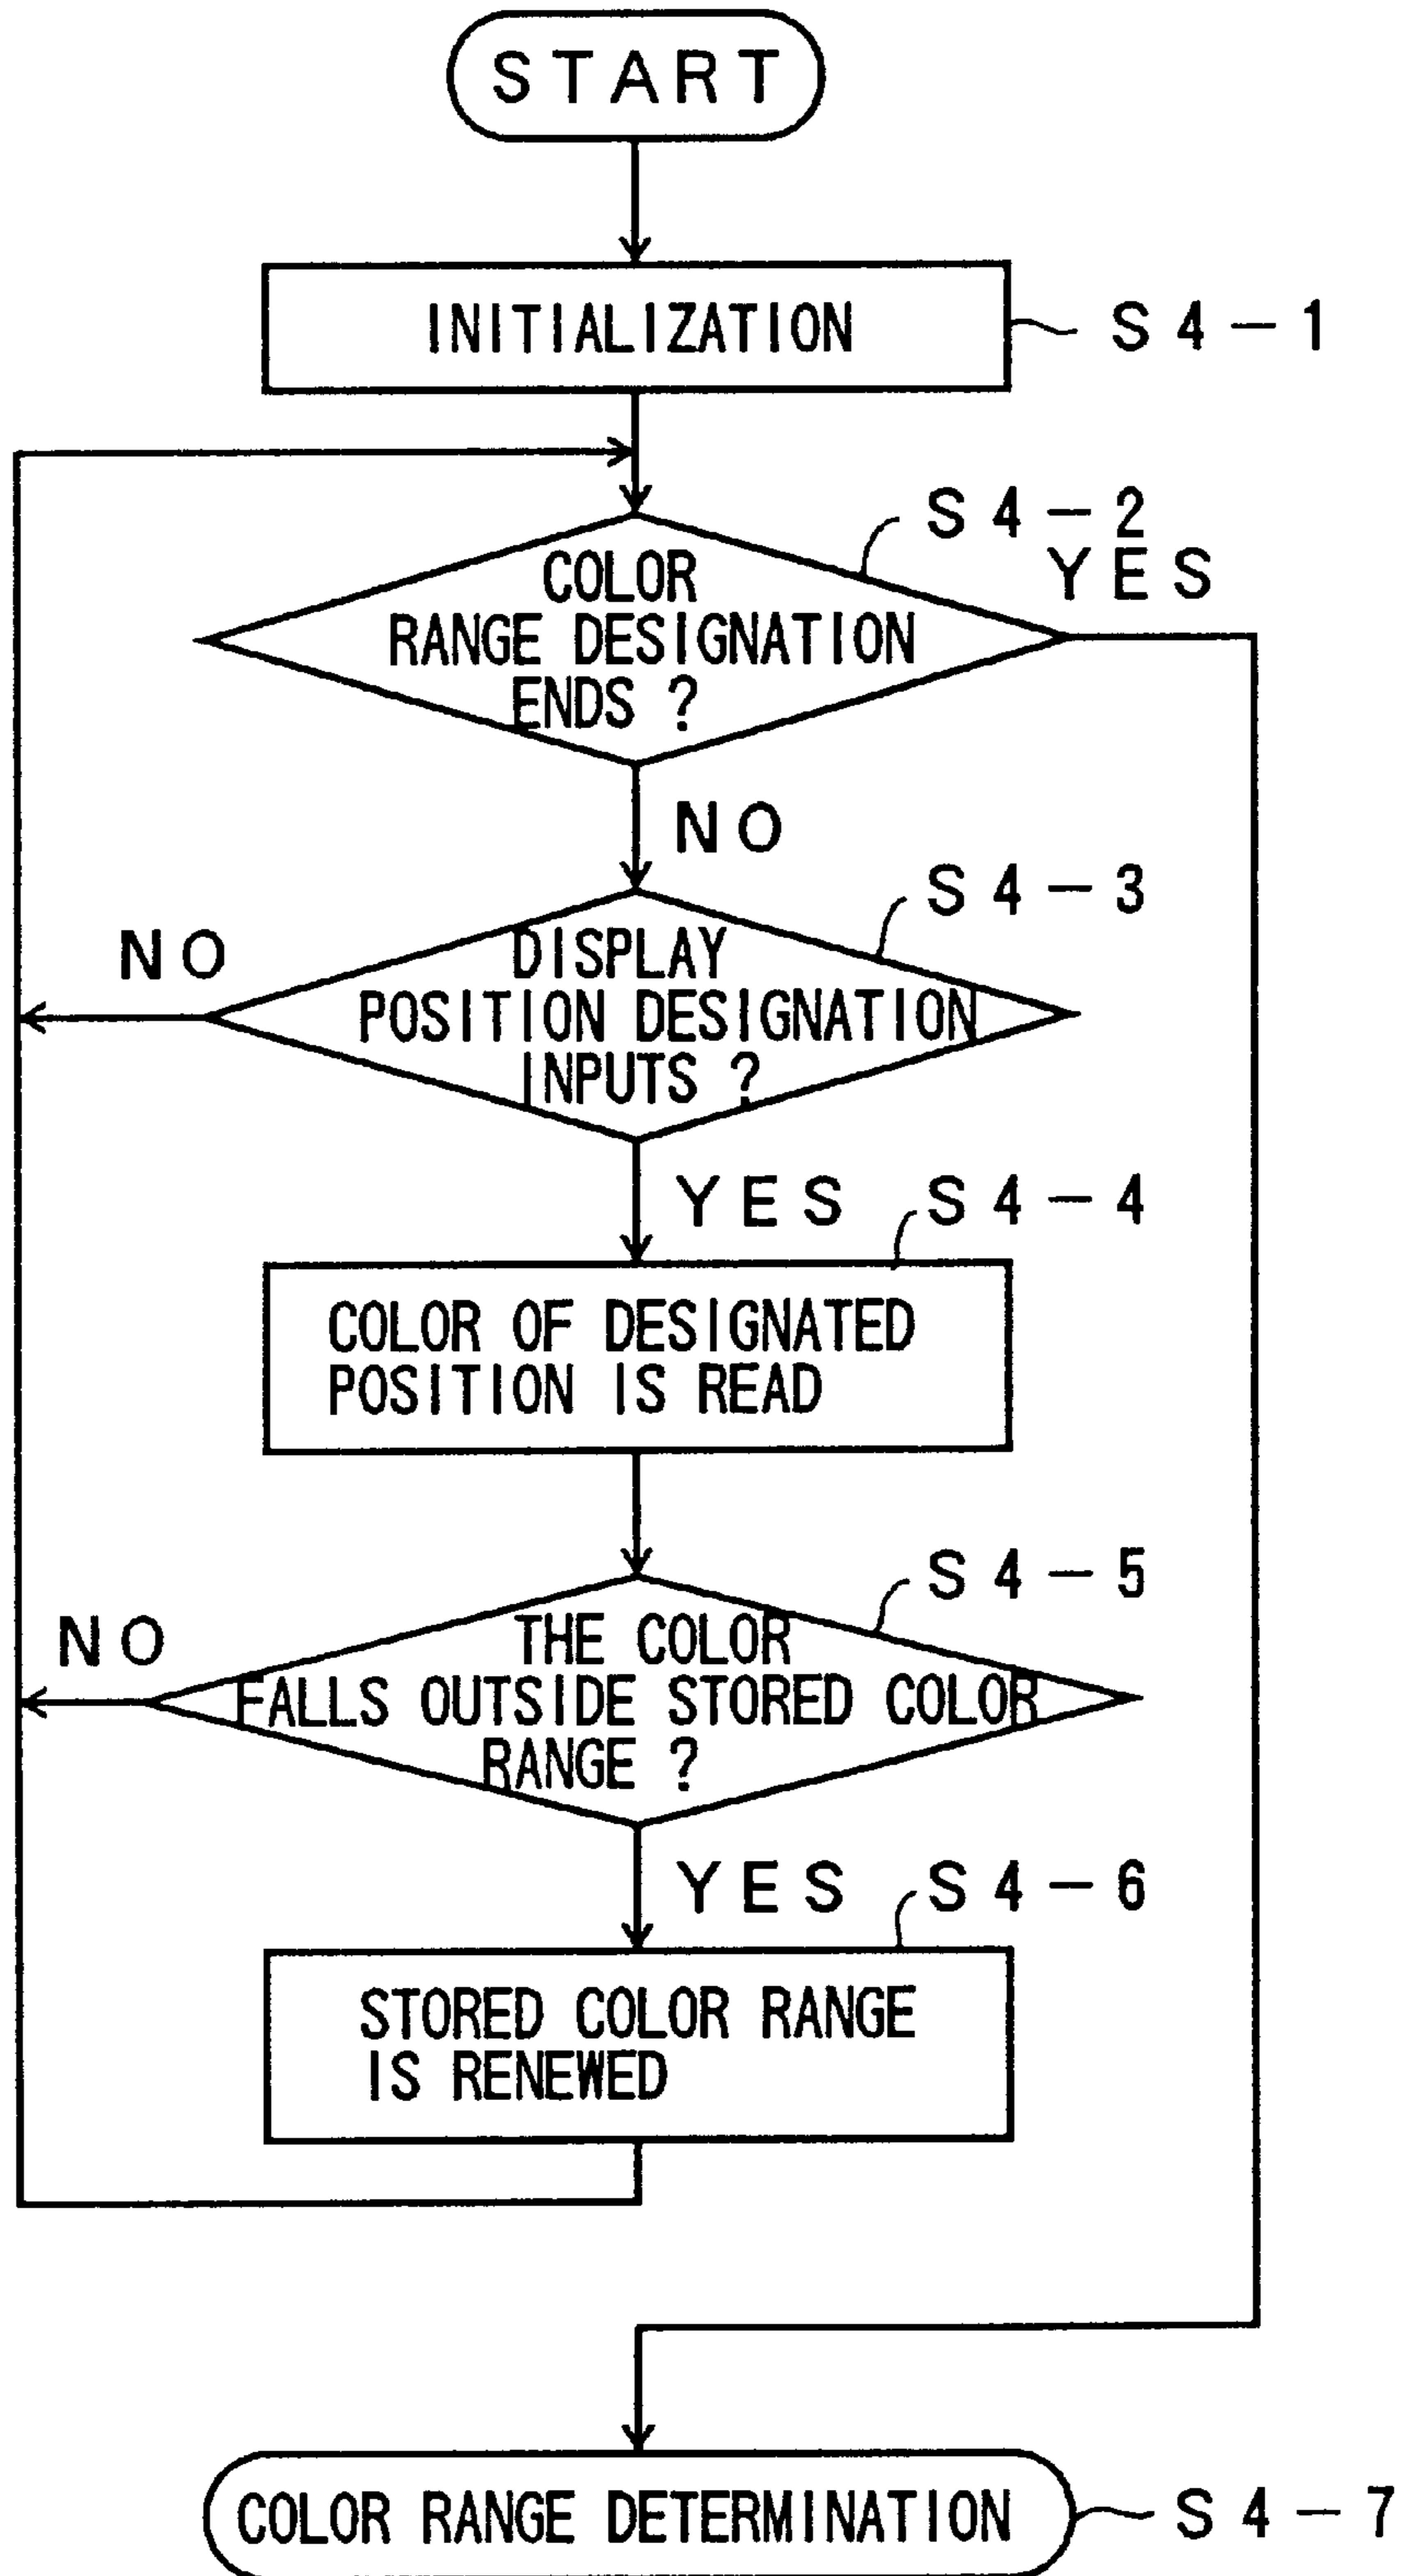 START
INITIALIZATION
S4-1
S4-2
YES
COLOR
RANGE DESIGNATION
ENDS ?
NO
S4-3
NO
DISPLAY
POSITION DESIGNATION
INPUTS ?
YES
S4-4
COLOR OF DESIGNATED
POSITION IS READ
S4-5
NO
THE COLOR
FALLS OUTSIDE STORED COLOR
RANGE ?
YES
S4-6
STORED COLOR RANGE
IS RENEWED
COLOR RANGE DETERMINATION
S4-7